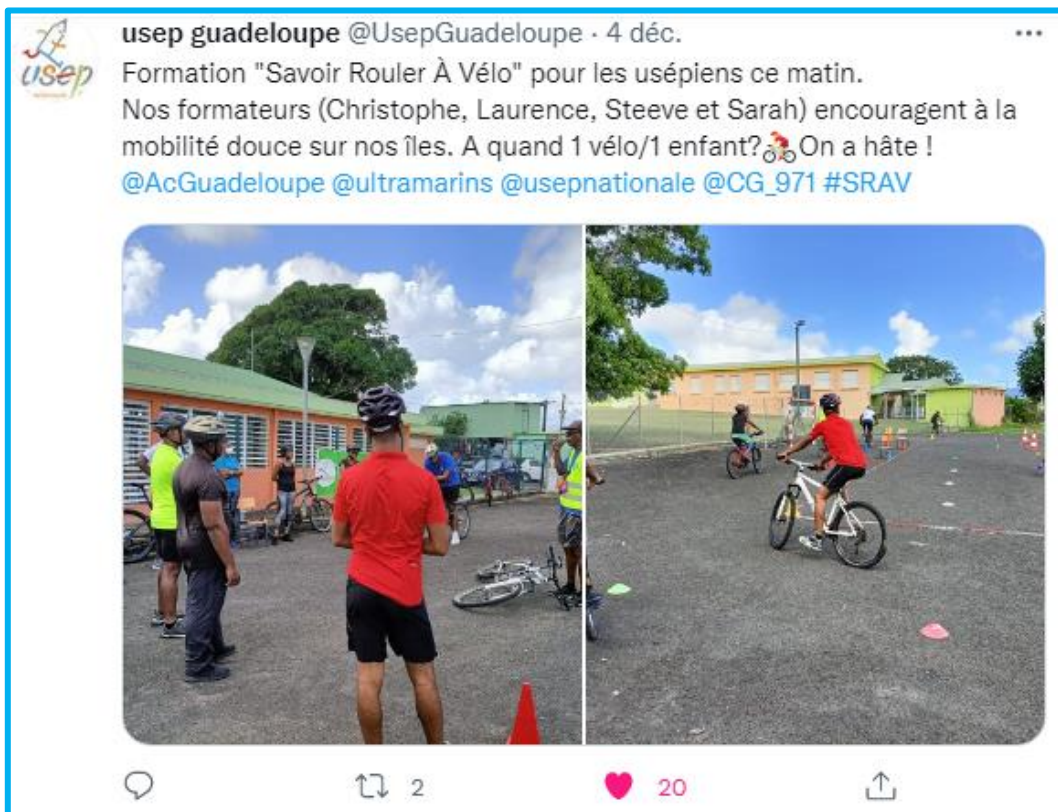 usep guadeloupe @UsepGuadeloupe · 4 déc.
usep
Formation "Savoir Rouler À Vélo" pour les usépiens ce matin.
Nos formateurs (Christophe, Laurence, Steeve et Sarah) encouragent à la
mobilité douce sur nos îles. A quand 1 vélo/1 enfant?🚴On a hâte !
@AcGuadeloupe @ultramarins @usepnationale @CG_971 #SRAV
2
20